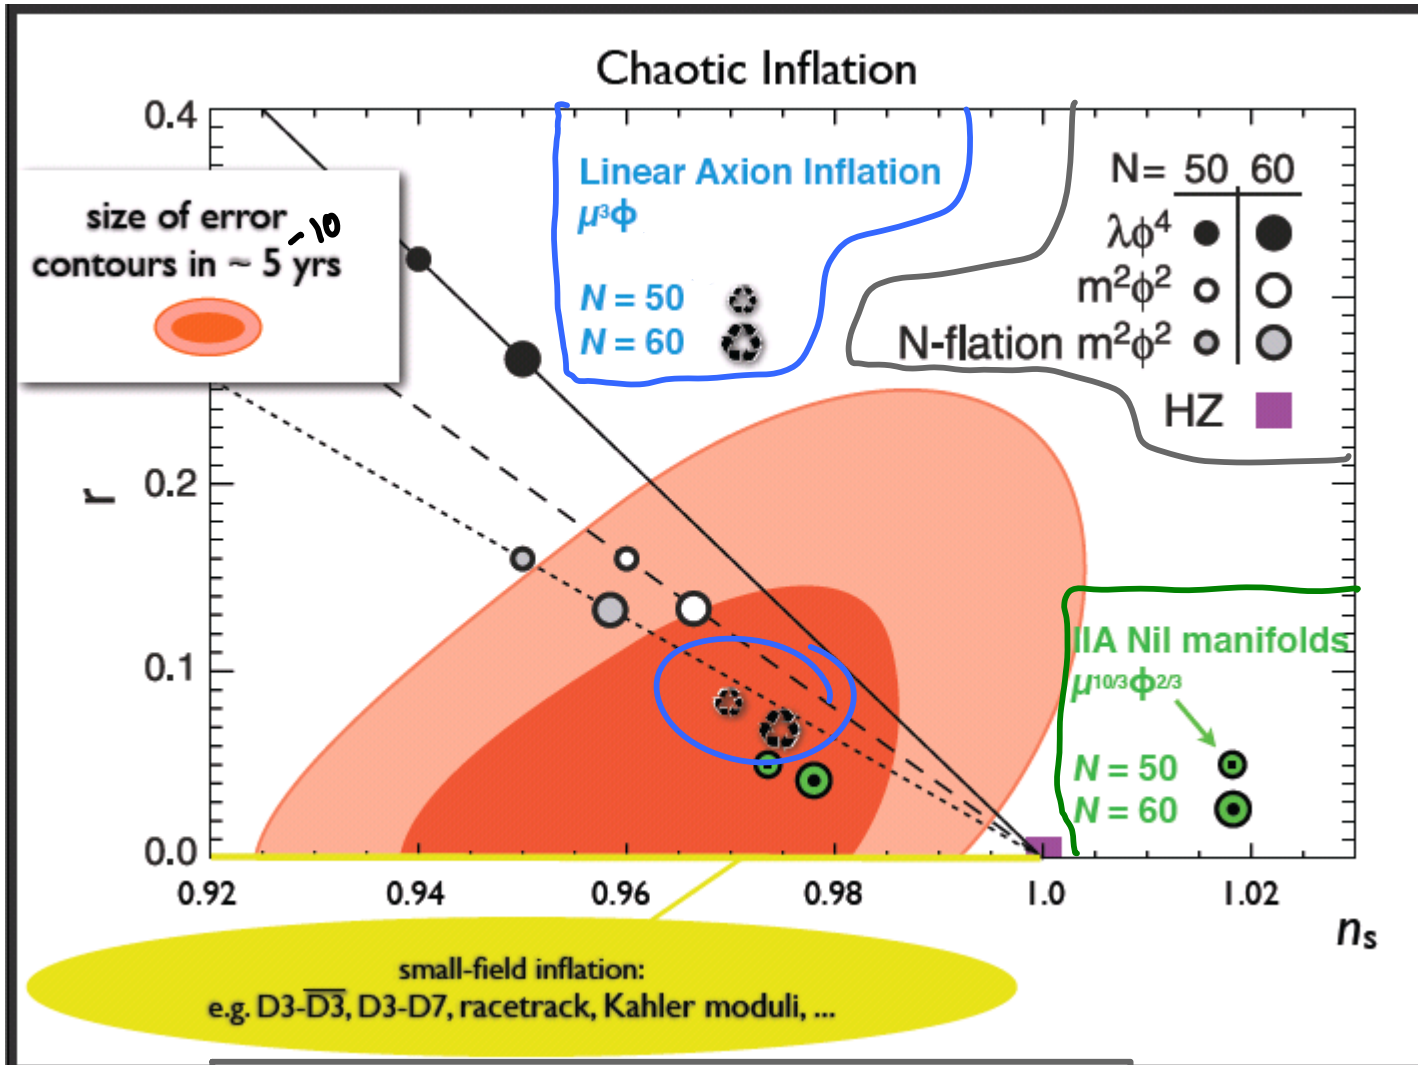 Chaotic Inflation
0.4
size of error
-10
contours in ~ 5 yrs
Linear Axion Inflation
μ³ϕ
N = 50
N = 60
N= 50 60
λϕ⁴
m²ϕ²
N-flation m²ϕ²
HZ
r
0.2
0.1
0.0
IIA Nil manifolds
μ^10/3 ϕ^2/3
N = 50
N = 60
0.92 0.94 0.96 0.98 1.0 1.02
nₛ
small-field inflation:
e.g. D3-D̅3̅, D3-D7, racetrack, Kahler moduli, ...